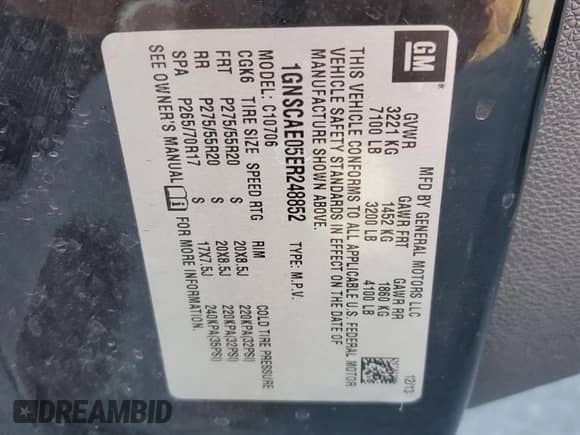 GM
®
MFD BY GENERAL MOTORS LLC
12/13
GVWR GAWR FRT GAWR RR
3221 KG 1452 KG 1860 KG
7100 LB 3200 LB 4100 LB
THIS VEHICLE CONFORMS TO ALL APPLICABLE U.S. FEDERAL MOTOR
VEHICLE SAFETY STANDARDS IN EFFECT ON THE DATE OF
MANUFACTURE SHOWN ABOVE.
1GNSCAE05ER248852 TYPE: M.P.V.
MODEL: C10706
CGK6 TIRE SIZE SPEED RTG RIM COLD TIRE PRESSURE
FRT P275/55R20 S 20X8.5J 220KPA(32PSI)
RR P275/55R20 S 20X8.5J 220KPA(32PSI)
SPA P265/70R17 S 17X7.5J 240KPA(35PSI)
SEE OWNER'S MANUAL FOR MORE INFORMATION.
DREAMBID